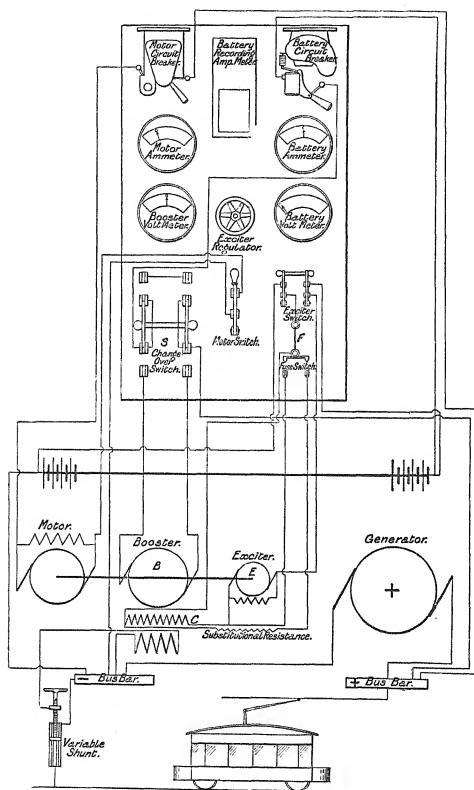 Motor
Circuit
Breaker.
Battery
Recording
Amp.Meter.
Battery
Circuit
Breaker.
Motor
Ammeter.
Battery
Ammeter.
Booster
Volt Meter.
Exciter
Regulator.
Battery
Volt Meter.
S
Change
Over
Switch.
Motor Switch.
Exciter
Switch.
F
Fuse Switch.
Motor.
Booster.
B
Exciter.
E
Generator.
+
C
Substitutional Resistance.
− Bus Bar.
+ Bus Bar.
Variable
Shunt.